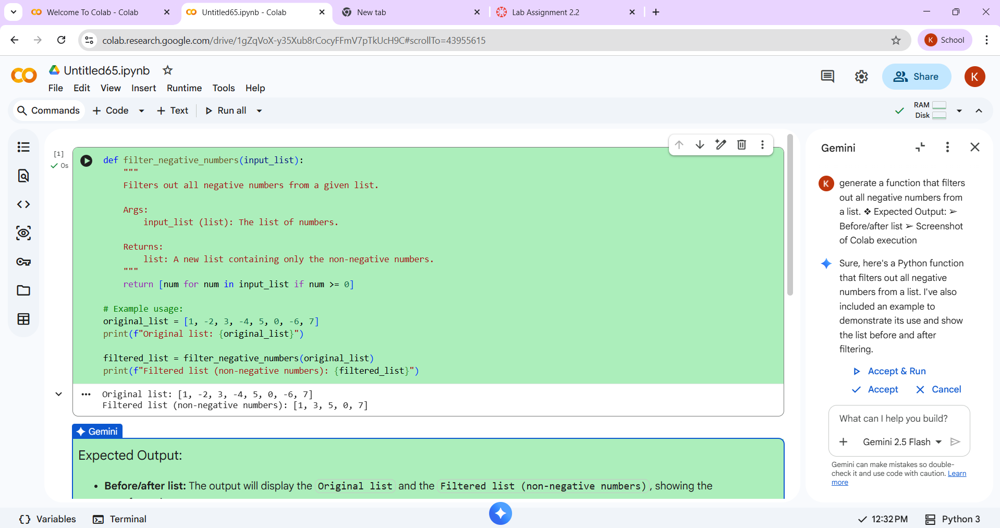 Welcome To Colab - Colab
Untitled65.ipynb - Colab
New tab
Lab Assignment 2.2
colab.research.google.com/drive/1gZqVoX-y35Xub8rCocyFFmV7pTkUcH9C#scrollTo=43955615
K School
Untitled65.ipynb
File Edit View Insert Runtime Tools Help
Share
K
Commands + Code + Text Run all
RAM
Disk
[1]
0s
def filter_negative_numbers(input_list):
"""
Filters out all negative numbers from a given list.
Args:
input_list (list): The list of numbers.
Returns:
list: A new list containing only the non-negative numbers.
"""
return [num for num in input_list if num >= 0]
# Example usage:
original_list = [1, -2, 3, -4, 5, 0, -6, 7]
print(f"Original list: {original_list}")
filtered_list = filter_negative_numbers(original_list)
print(f"Filtered list (non-negative numbers): {filtered_list}")
Original list: [1, -2, 3, -4, 5, 0, -6, 7]
Filtered list (non-negative numbers): [1, 3, 5, 0, 7]
Gemini
Expected Output:
• Before/after list: The output will display the Original list and the Filtered list (non-negative numbers), showing the
Gemini
K
generate a function that filters
out all negative numbers from
a list. ❖ Expected Output: ➢
Before/after list ➢ Screenshot
of Colab execution
Sure, here's a Python function
that filters out all negative
numbers from a list. I've also
included an example to
demonstrate its use and show
the list before and after
filtering.
Accept & Run
Accept Cancel
What can I help you build?
Gemini 2.5 Flash
Gemini can make mistakes so double-
check it and use code with caution. Learn
more
Variables Terminal
12:32 PM Python 3